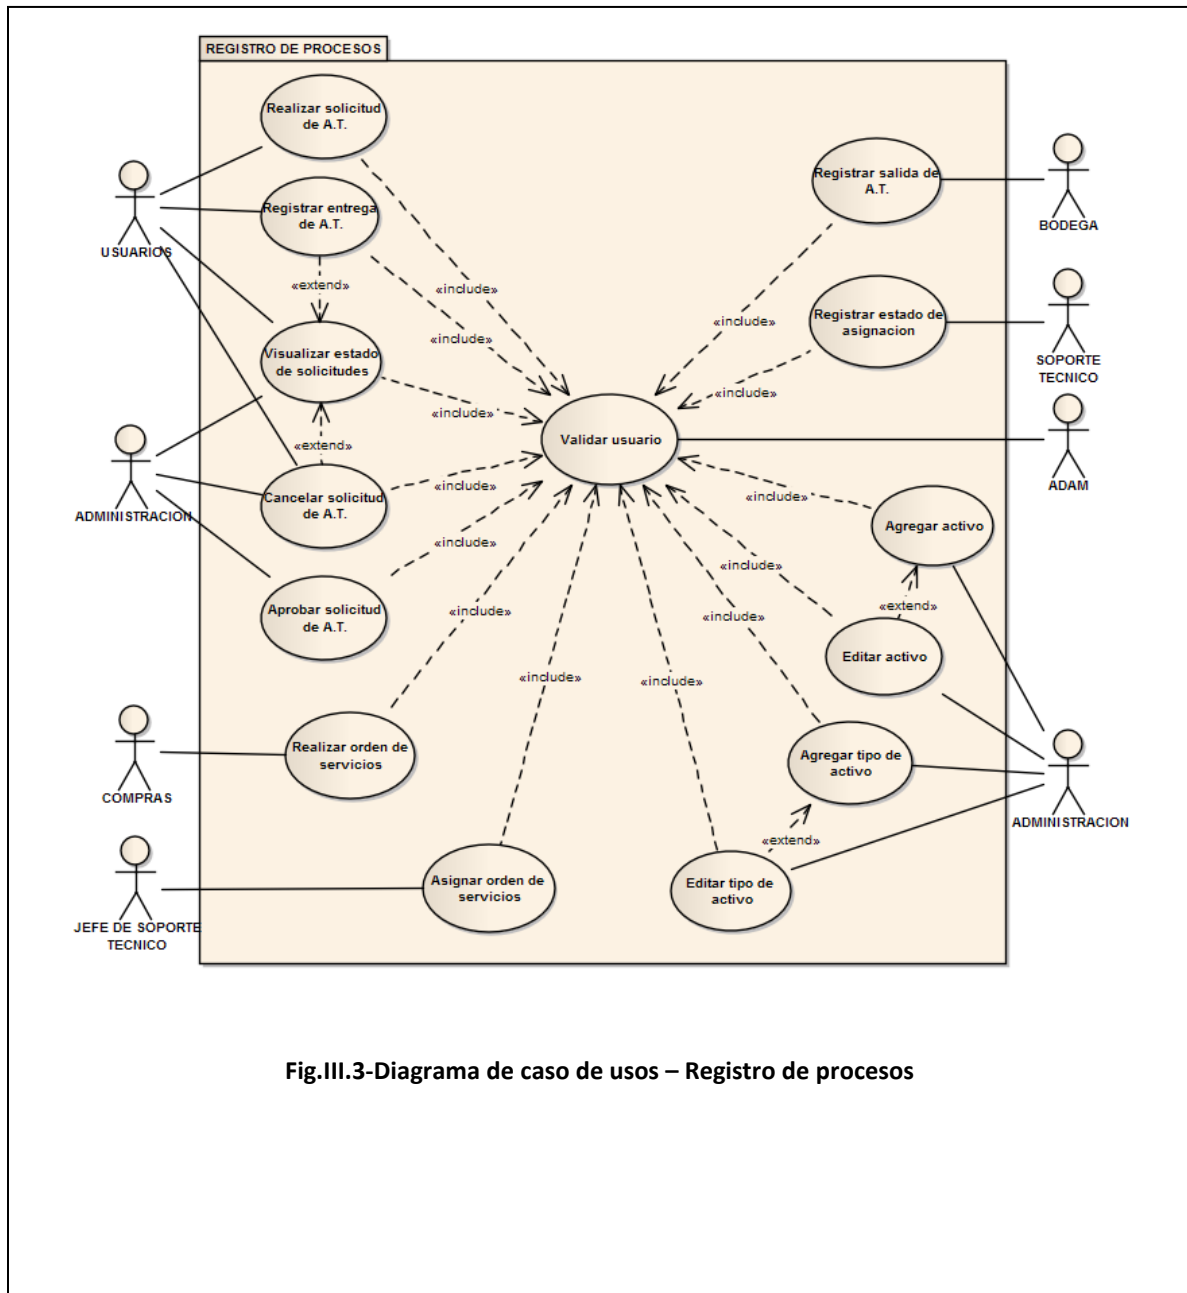 REGISTRO DE PROCESOS
Realizar solicitud
de A.T.
Registrar entrega
de A.T.
USUARIOS
«extend»
«include»
«include»
Visualizar estado
de solicitudes
«include»
«extend»
Cancelar solicitud
de A.T.
«include»
ADMINISTRACION
Aprobar solicitud
de A.T.
«include»
«include»
Realizar orden de
servicios
COMPRAS
«include»
Asignar orden de
servicios
JEFE DE SOPORTE
TECNICO
Validar usuario
Registrar salida de
A.T.
BODEGA
«include»
Registrar estado de
asignacion
SOPORTE
TECNICO
«include»
ADAM
Agregar activo
«include»
«extend»
«include»
Editar activo
«include»
Agregar tipo de
activo
«include»
«extend»
Editar tipo de
activo
ADMINISTRACION
Fig.III.3-Diagrama de caso de usos – Registro de procesos